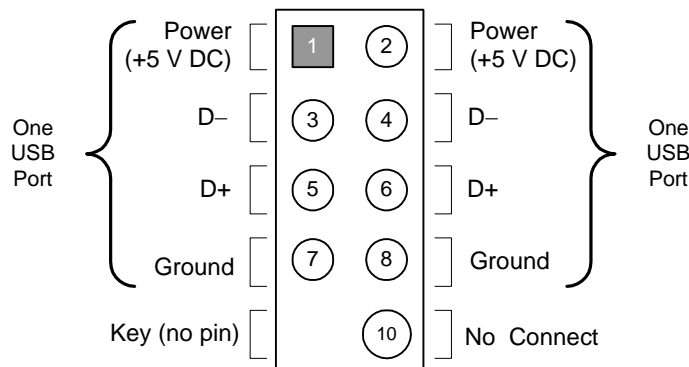 Power
(+5 V DC)
1
2
Power
(+5 V DC)
D–
3
4
D–
One
USB
Port
One
USB
Port
D+
5
6
D+
Ground
7
8
Ground
Key (no pin)
10
No Connect